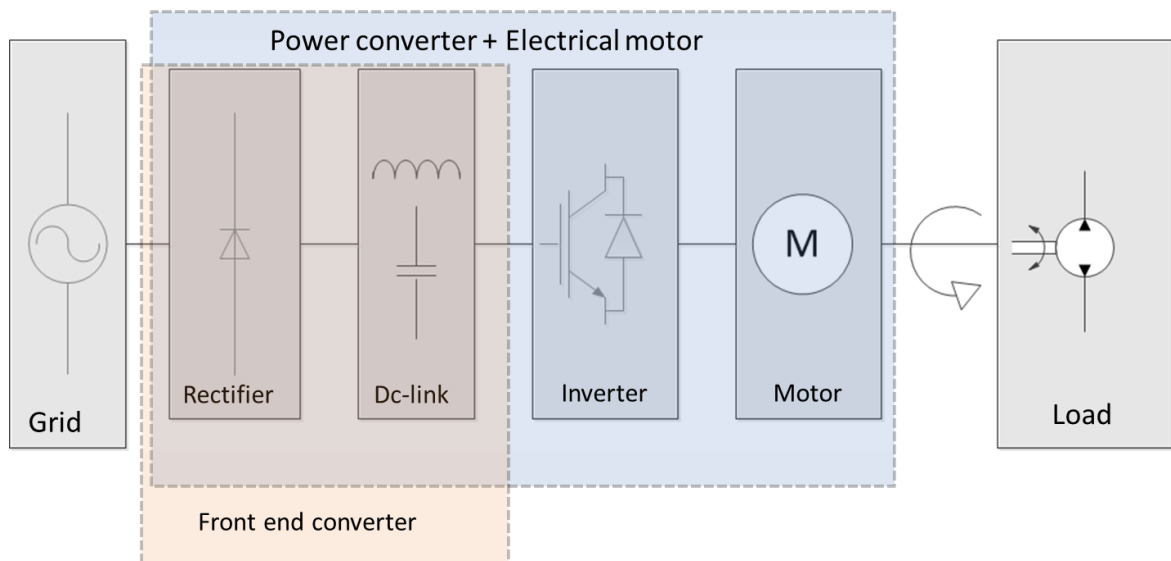 Power converter + Electrical motor
Grid
Rectifier
Dc-link
Inverter
M
Motor
Load
Front end converter